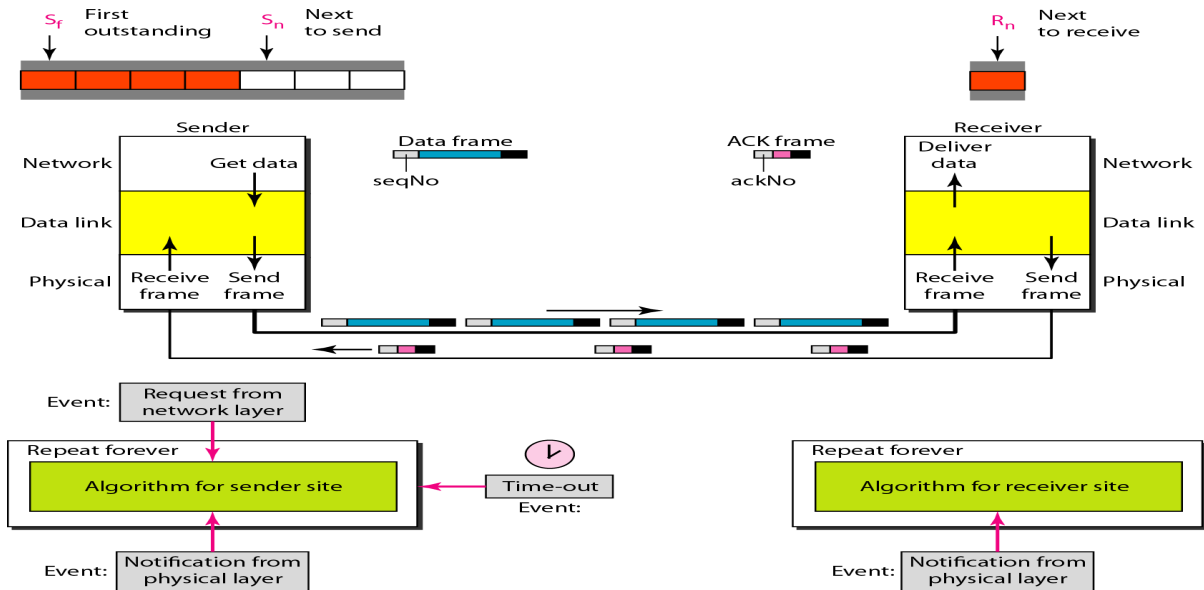 Sf First outstanding
Sn Next to send
Rn Next to receive
Sender
Data frame
ACK frame
Receiver
Network
Get data
seqNo
ackNo
Deliver data
Network
Data link
Data link
Physical
Receive frame
Send frame
Receive frame
Send frame
Physical
Event:
Request from network layer
Repeat forever
Algorithm for sender site
Time-out
Event:
Event:
Notification from physical layer
Repeat forever
Algorithm for receiver site
Event:
Notification from physical layer